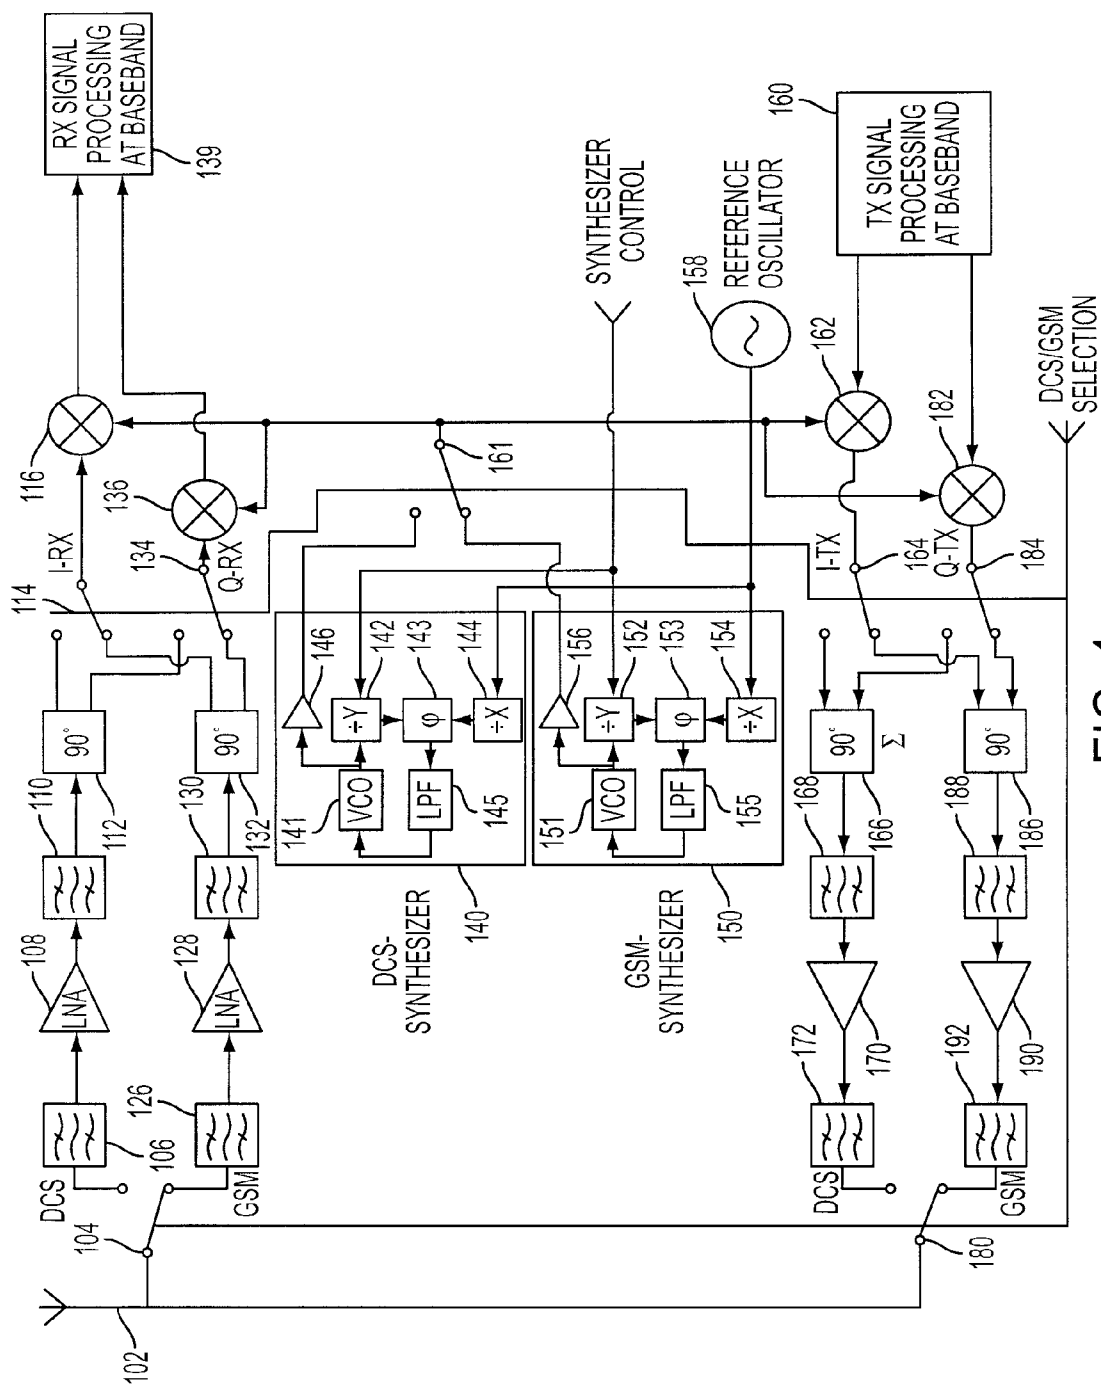 102
104
DCS
GSM
106
126
108
LNA
128
LNA
110
130
90°
112
90°
132
114
I-RX
134
Q-RX
116
136
RX SIGNAL
PROCESSING
AT BASEBAND
139
DCS-
SYNTHESIZER
140
141
VCO
LPF
145
146
÷Y
142
φ
143
÷X
144
161
GSM-
SYNTHESIZER
150
151
VCO
LPF
155
156
÷Y
152
φ
153
÷X
154
SYNTHESIZER
CONTROL
158
REFERENCE
OSCILLATOR
160
TX SIGNAL
PROCESSING
AT BASEBAND
162
182
I-TX
164
Q-TX
184
90°
Σ
166
90°
186
168
188
170
190
172
192
DCS
GSM
180
DCS/GSM
SELECTION